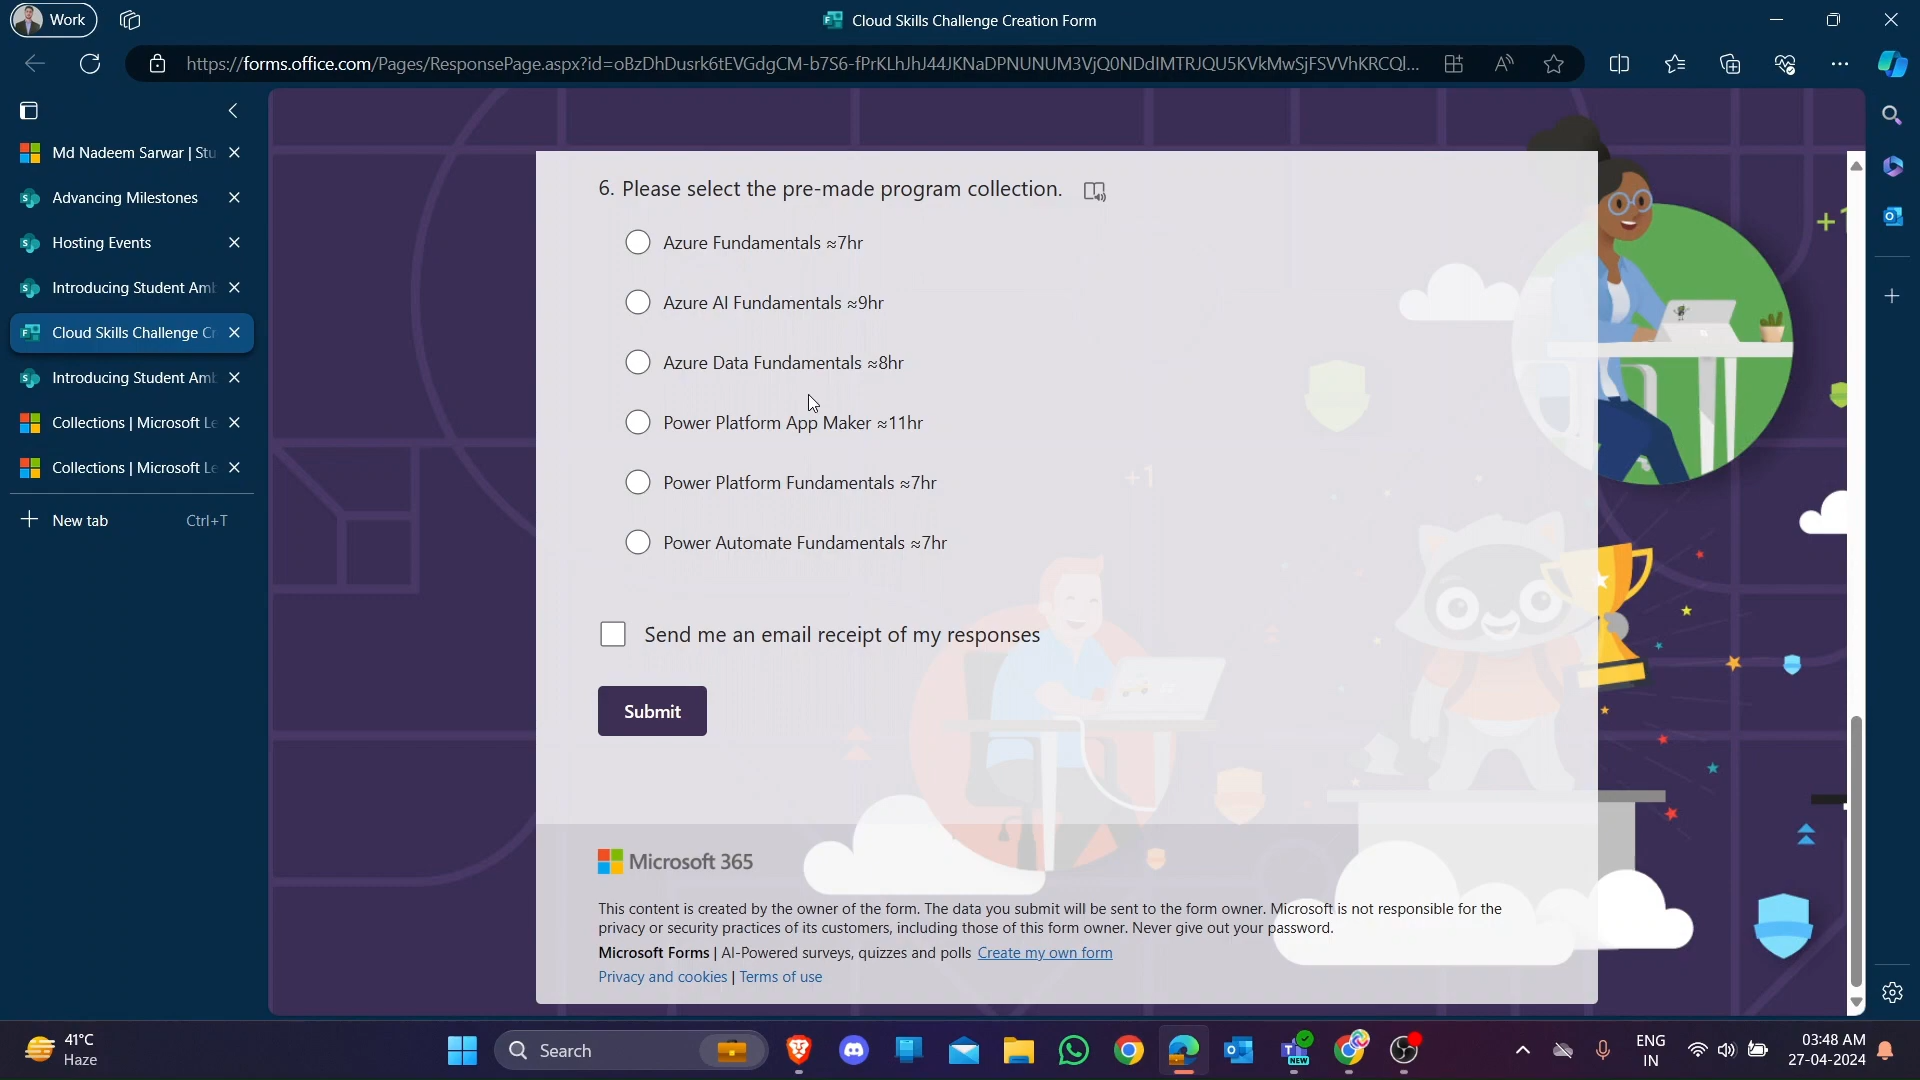 Work
Cloud Skills Challenge Creation Form
https://forms.office.com/Pages/ResponsePage.aspx?id=oBzDhDusrk6tEVGdgCM-b7S6-fPrKLhJhJ44JKNaDPNUNUM3VjQ0NDdIMTRJQU5KVkMwSjFSVVhKRCQl...
Md Nadeem Sarwar | Stu
Advancing Milestones
Hosting Events
Introducing Student Amb
Cloud Skills Challenge Cr
Introducing Student Amb
Collections | Microsoft Le
Collections | Microsoft Le
New tab Ctrl+T
6. Please select the pre-made program collection.
Azure Fundamentals ≈7hr
Azure AI Fundamentals ≈9hr
Azure Data Fundamentals ≈8hr
Power Platform App Maker ≈11hr
Power Platform Fundamentals ≈7hr
Power Automate Fundamentals ≈7hr
Send me an email receipt of my responses
Submit
Microsoft 365
This content is created by the owner of the form. The data you submit will be sent to the form owner. Microsoft is not responsible for the
privacy or security practices of its customers, including those of this form owner. Never give out your password.
Microsoft Forms | AI-Powered surveys, quizzes and polls Create my own form
Privacy and cookies | Terms of use
+1
+1
41°C
Haze
Search
NEW
ENG
IN
03:48 AM
27-04-2024